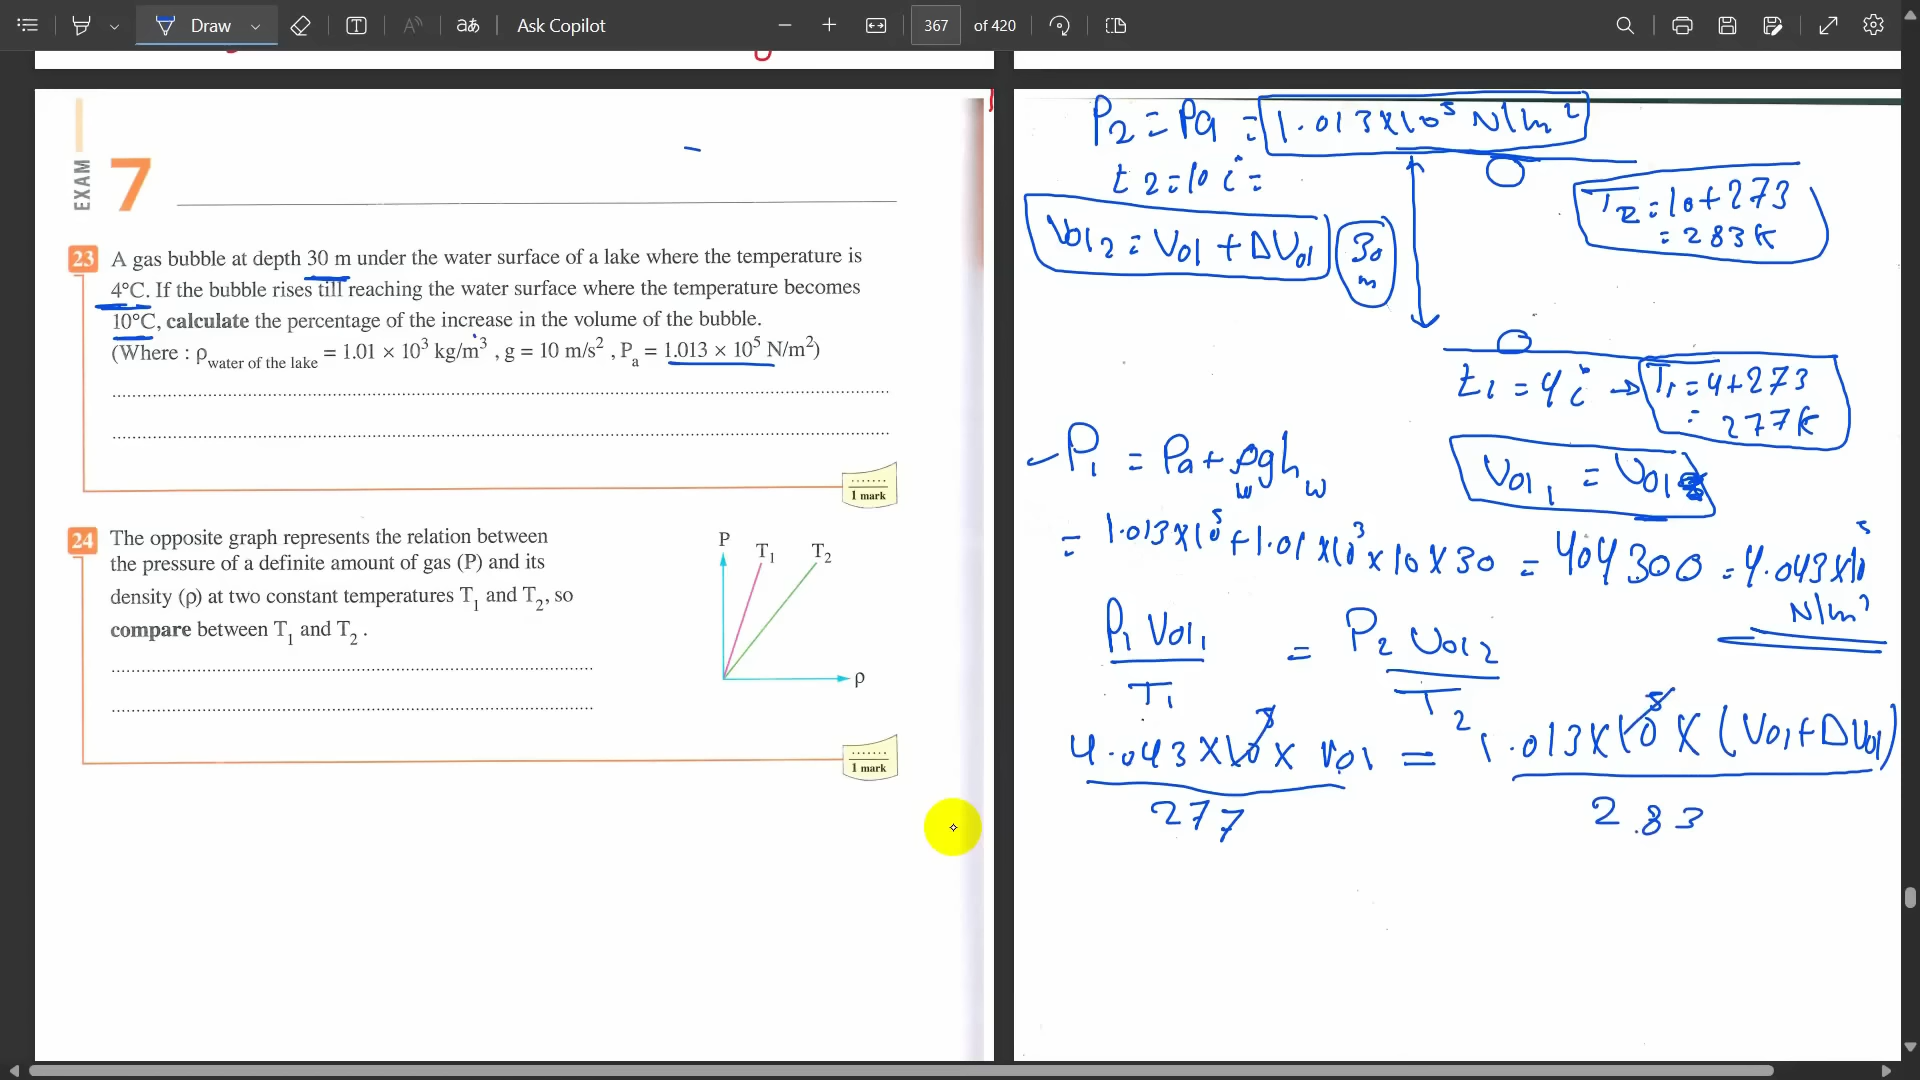 Draw
Ask Copilot
367 of 420
EXAM 7
23 A gas bubble at depth 30 m under the water surface of a lake where the temperature is
4°C. If the bubble rises till reaching the water surface where the temperature becomes
10°C, calculate the percentage of the increase in the volume of the bubble.
(Where : ρ water of the lake = 1.01 × 10³ kg/m³ , g = 10 m/s² , Pa = 1.013 × 10⁵ N/m²)
1 mark
24 The opposite graph represents the relation between
the pressure of a definite amount of gas (P) and its
density (ρ) at two constant temperatures T₁ and T₂, so
compare between T₁ and T₂ .
P
T₁
T₂
ρ
1 mark
P₂ = Pa = 1.013 × 10⁵ N/m²
t₂ = 10°C =
T₂ = 10 + 273
= 283 K
Vol₂ = Vol + ΔVol
30
m
t₁ = 4°C → T₁ = 4 + 273
= 277 K
Vol₁ = Vol
P₁ = Pa + ρ_w g h_w
= 1.013 × 10⁵ + 1.01 × 10³ × 10 × 30 = 404300 = 4.043 × 10⁵
N/m²
P₁ Vol₁ / T₁ = P₂ Vol₂ / T₂
4.043 × 10⁵ × Vol / 277 = 1.013 × 10⁵ × (Vol + ΔVol) / 283